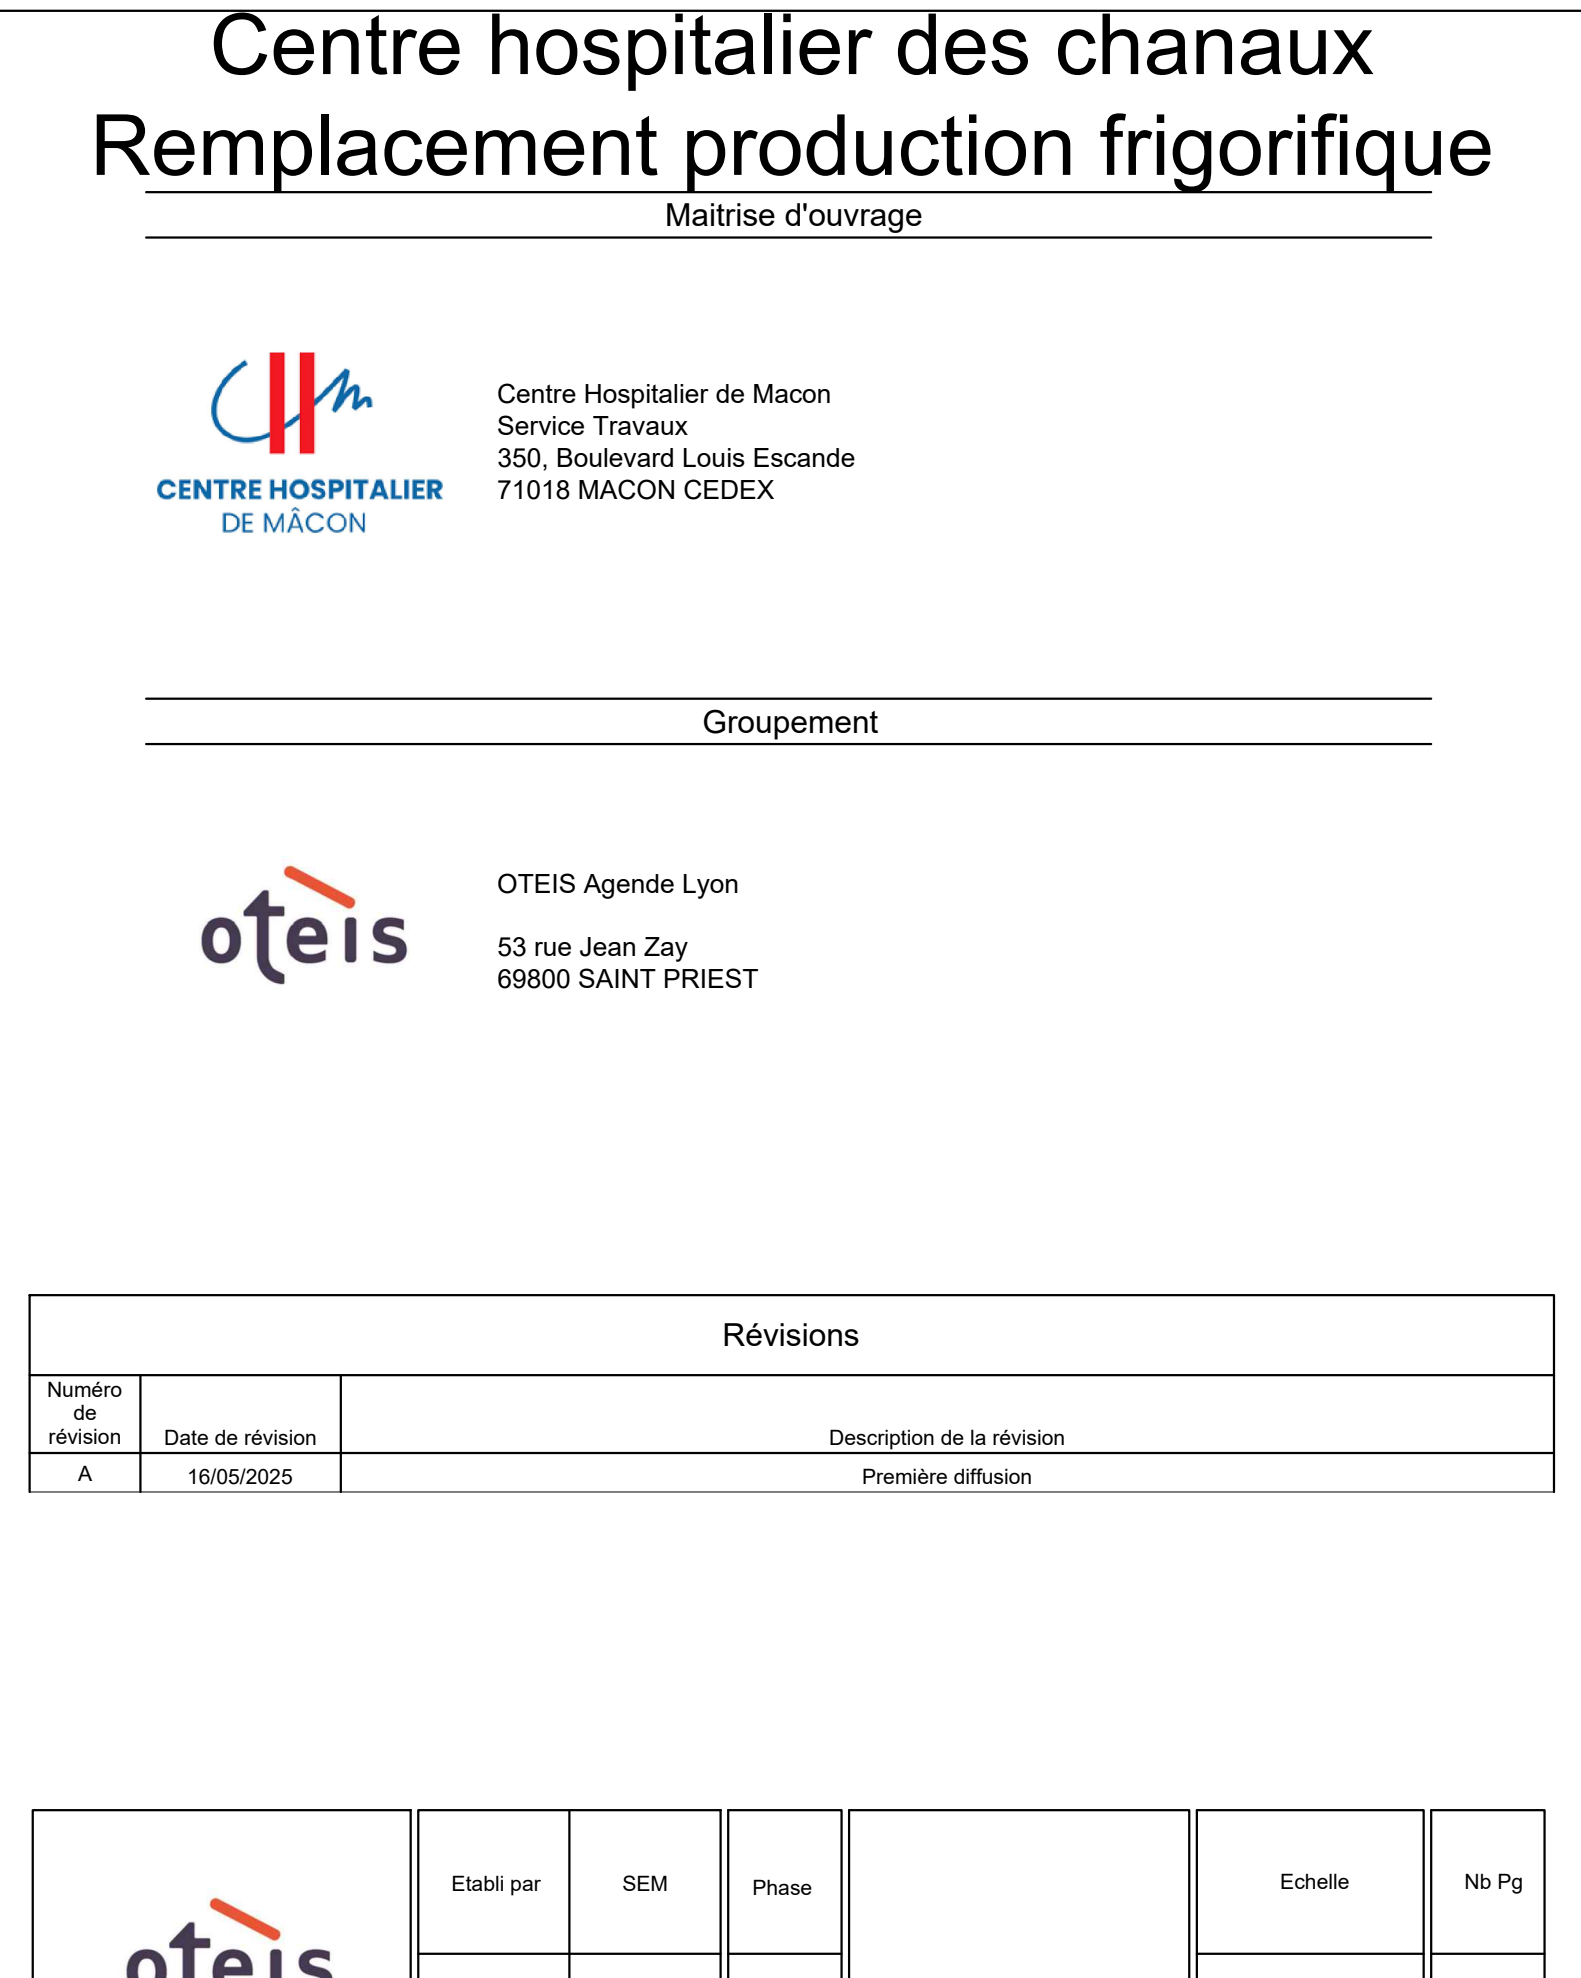 Centre hospitalier des chanaux
Remplacement production frigorifique
Maitrise d'ouvrage
CENTRE HOSPITALIER
DE MÂCON
Centre Hospitalier de Macon
Service Travaux
350, Boulevard Louis Escande
71018 MACON CEDEX
Groupement
oteis
OTEIS Agende Lyon
53 rue Jean Zay
69800 SAINT PRIEST
Révisions
Numéro
de
révision
Date de révision
Description de la révision
A
16/05/2025
Première diffusion
oteis
Etabli par
SEM
Phase
Echelle
Nb Pg